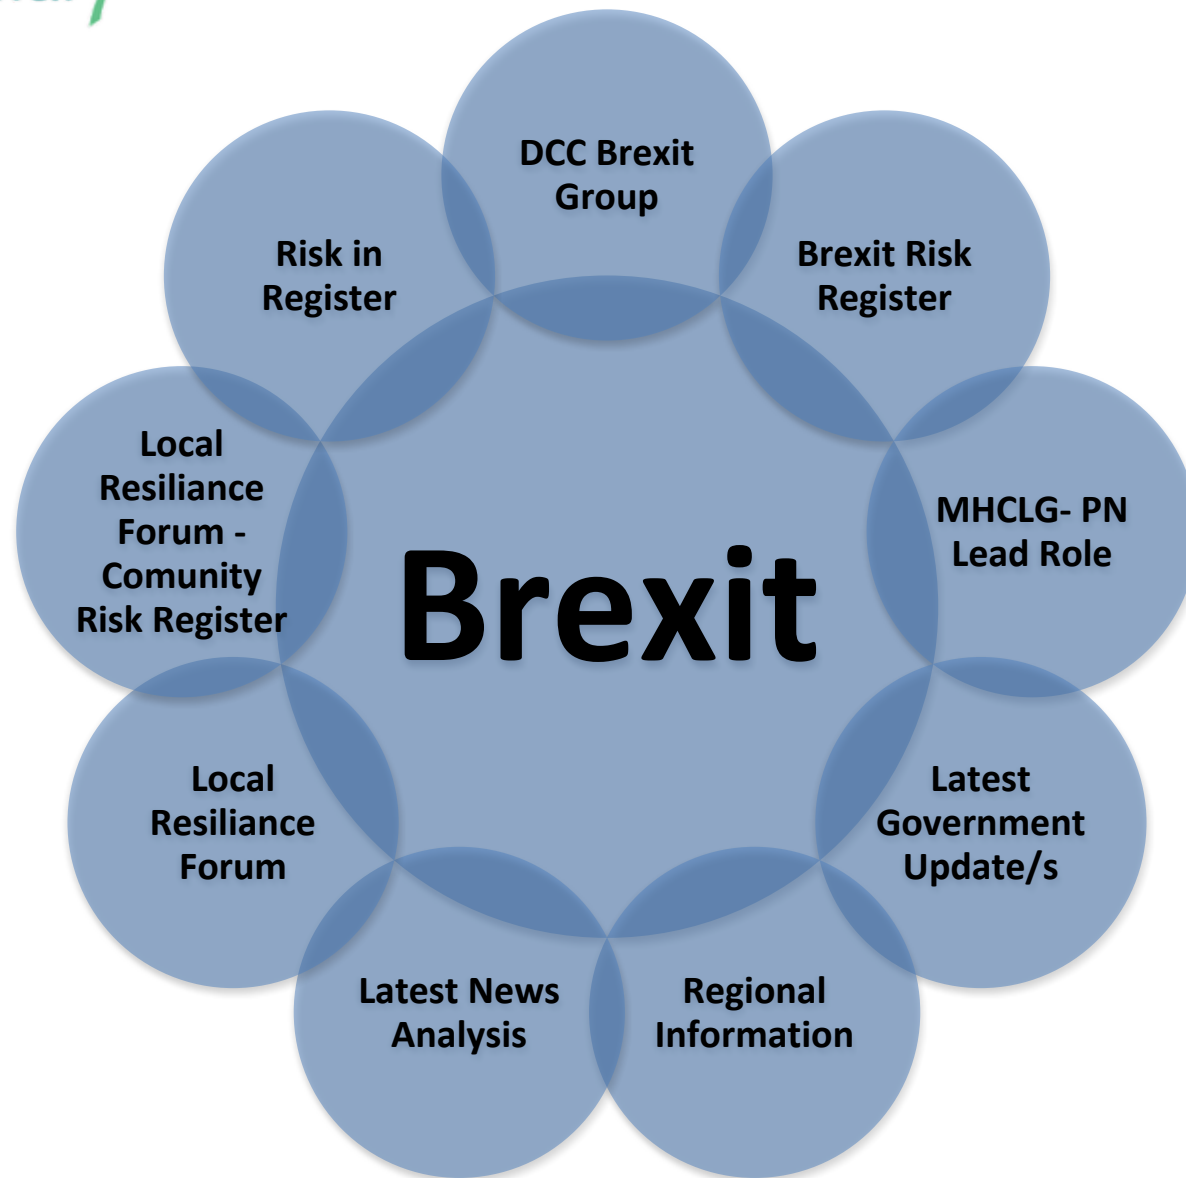 DCC Brexit
Group
Brexit Risk
Register
MHCLG- PN
Lead Role
Latest
Government
Update/s
Regional
Information
Latest News
Analysis
Local
Resiliance
Forum
Local
Resiliance
Forum -
Comunity
Risk Register
Risk in
Register
Brexit